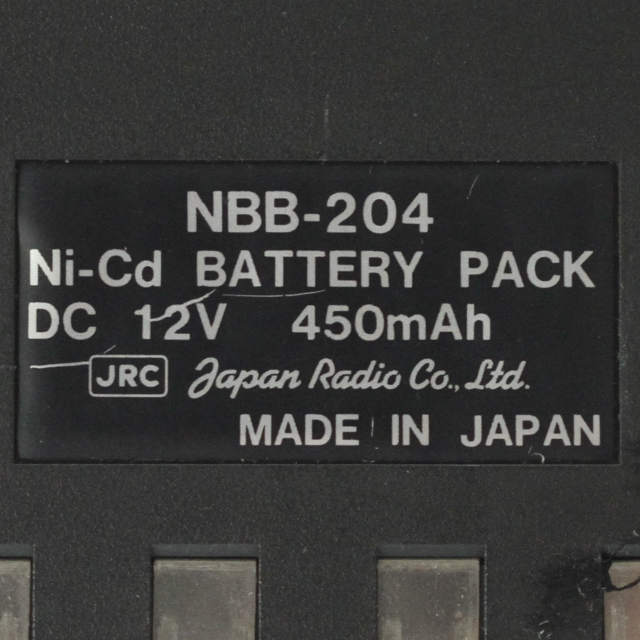 NBB-204
Ni-Cd BATTERY PACK
DC 12V 450mAh
JRC Japan Radio Co., Ltd.
MADE IN JAPAN